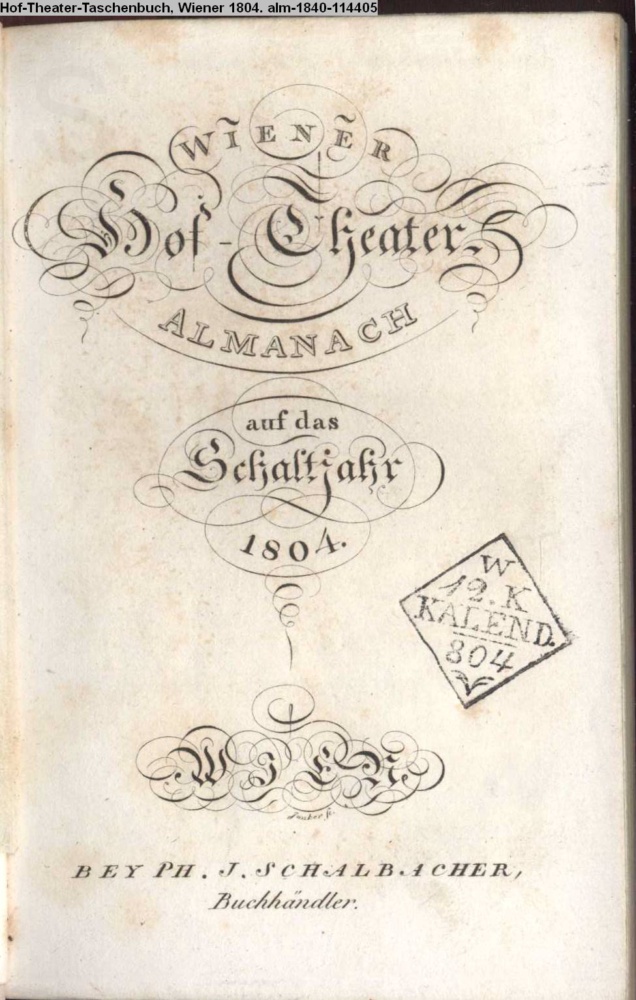 Hof-Theater-Taschenbuch, Wiener 1804. alm-1840-114405
WIENER
Hof-Theater-
ALMANACH
auf das
Schaltjahr
1804.
W
12. K
KALEND.
804
WIEN
BEY PH. J. SCHALBACHER,
Buchhändler.